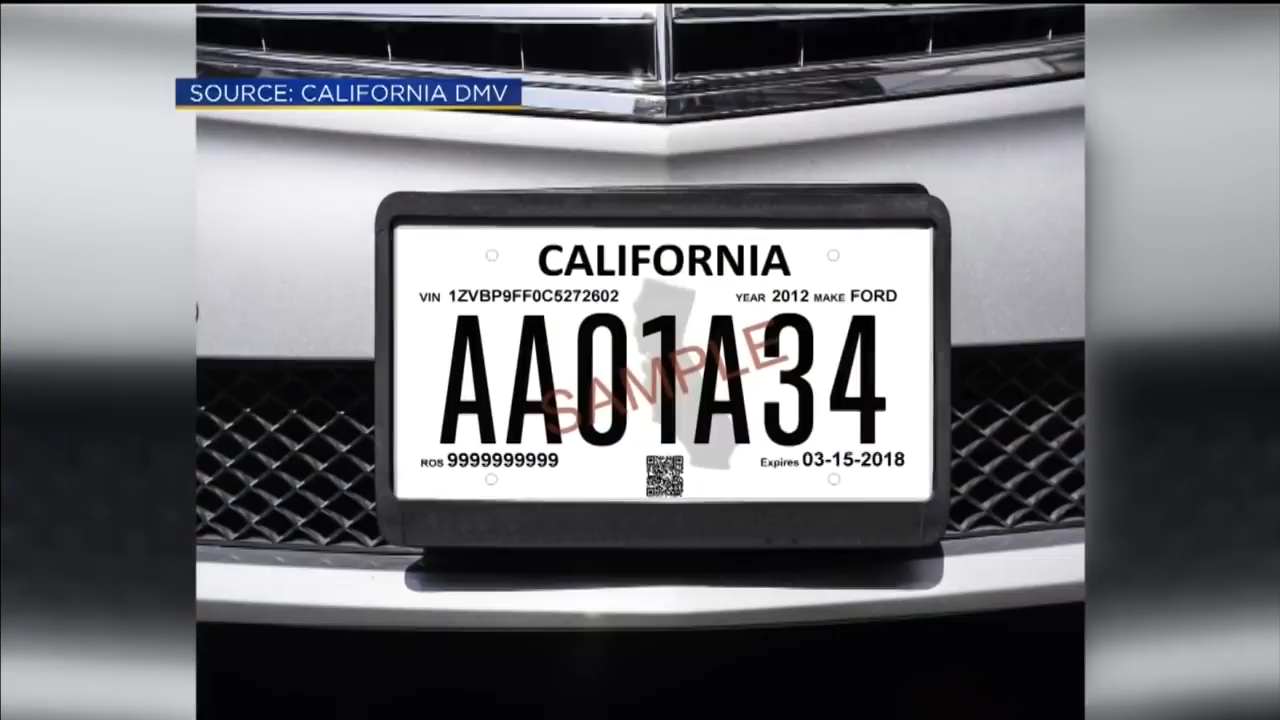 SOURCE: CALIFORNIA DMV
CALIFORNIA
VIN 1ZVBP9FF0C5272602 YEAR 2012 MAKE FORD
AA01A34
SAMPLE
ROS 9999999999 Expires 03-15-2018